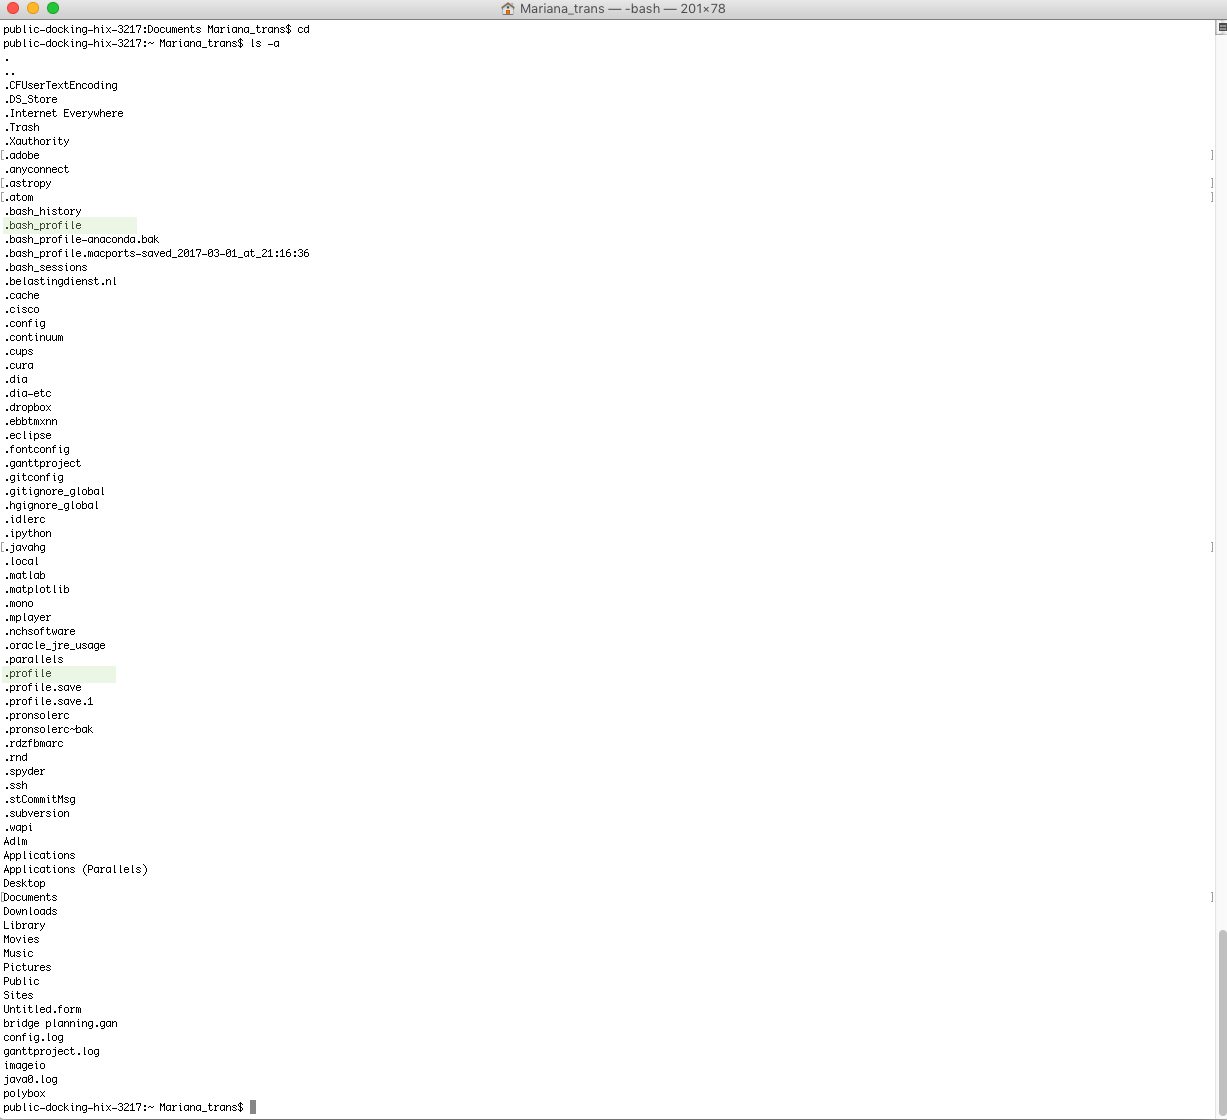 Mariana_trans — -bash — 201×78
public-docking-hix-3217:Documents Mariana_trans$ cd
public-docking-hix-3217:~ Mariana_trans$ ls -a
.
..
.CFUserTextEncoding
.DS_Store
.Internet Everywhere
.Trash
.Xauthority
[.adobe ]
.anyconnect
[.astropy ]
[.atom ]
.bash_history
.bash_profile
.bash_profile-anaconda.bak
.bash_profile.macports-saved_2017-03-01_at_21:16:36
.bash_sessions
.belastingdienst.nl
.cache
.cisco
.config
.continuum
.cups
.cura
.dia
.dia-etc
.dropbox
.ebbtmxnn
.eclipse
.fontconfig
.ganttproject
.gitconfig
.gitignore_global
.hgignore_global
.idlerc
.ipython
[.javahg ]
.local
.matlab
.matplotlib
.mono
.mplayer
.nchsoftware
.oracle_jre_usage
.parallels
.profile
.profile.save
.profile.save.1
.pronsolerc
.pronsolerc~bak
.rdzfbmarc
.rnd
.spyder
.ssh
.stCommitMsg
.subversion
.wapi
Adlm
Applications
Applications (Parallels)
Desktop
[Documents ]
Downloads
Library
Movies
Music
Pictures
Public
Sites
Untitled.form
bridge planning.gan
config.log
ganttproject.log
imageio
java0.log
polybox
public-docking-hix-3217:~ Mariana_trans$